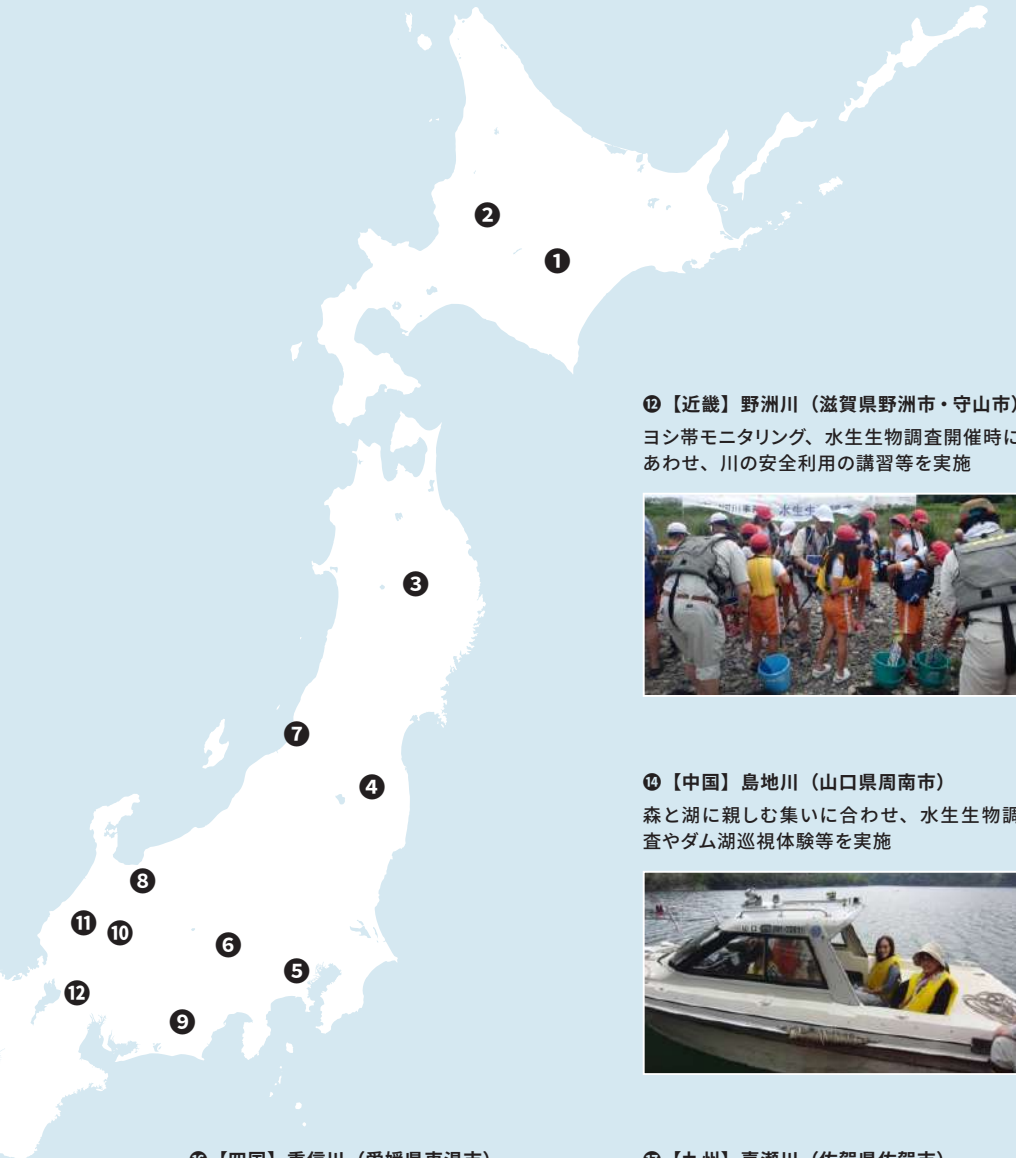 ❷
❶
❸
❼
❹
❽
⓫
❿
❻
❺
⓬
❾
⓬【近畿】野洲川（滋賀県野洲市・守山市）
ヨシ帯モニタリング、水生生物調査開催時に
あわせ、川の安全利用の講習等を実施
水生生
⓮【中国】島地川（山口県周南市）
森と湖に親しむ集いに合わせ、水生生物調
査やダム湖巡視体験等を実施